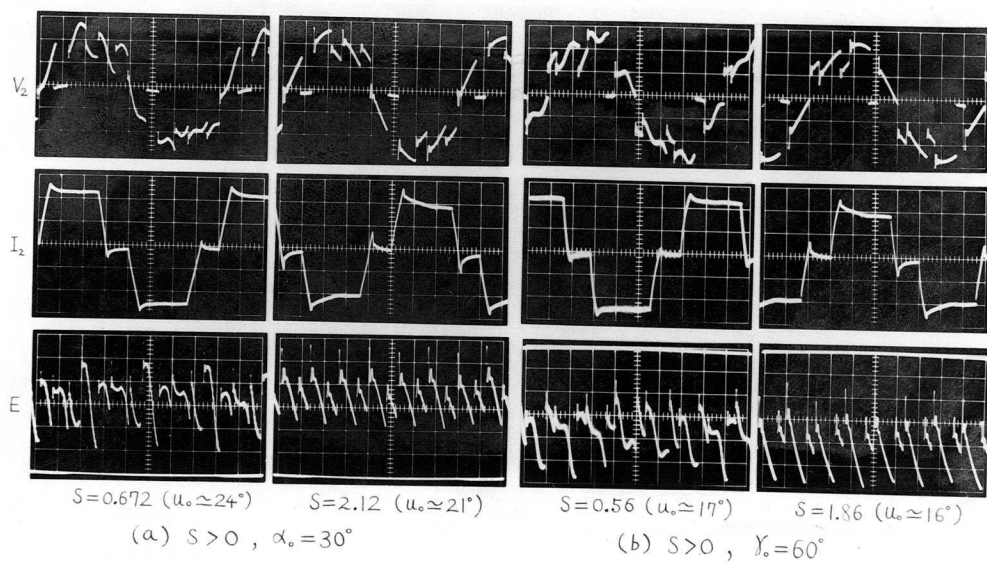 V₂
I₂
E
S=0.672 (u₀≃24°) S=2.12 (u₀≃21°) S=0.56 (u₀≃17°) S=1.86 (u₀≃16°)
(a) S>0 , α₀=30° (b) S>0 , γ₀=60°